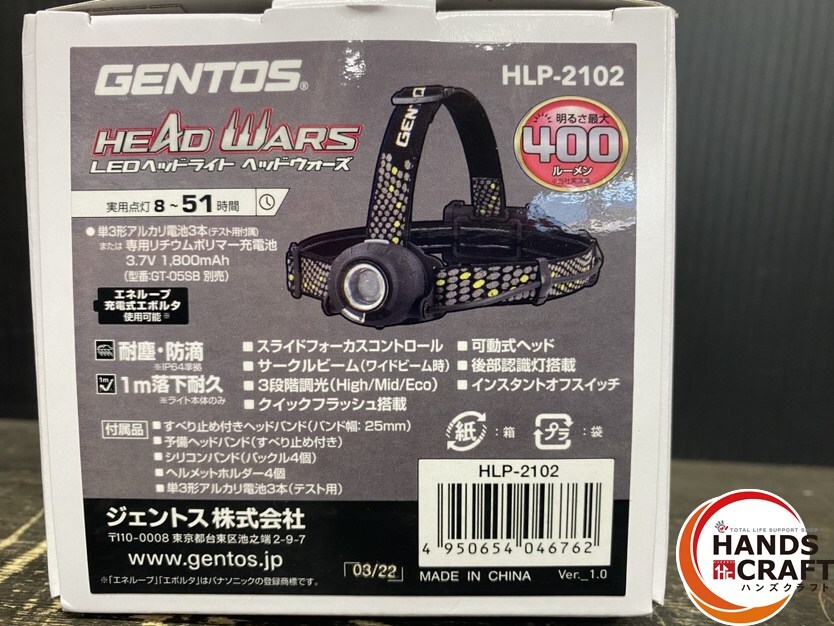 GENTOS®
HLP-2102
HEAD WARS
LEDヘッドライト ヘッドウォーズ
明るさ最大
400
ルーメン
実用点灯 8~51時間
GENTOS
●単3形アルカリ電池3本(テスト用付属)
または 専用リチウムポリマー充電池
3.7V 1,800mAh
(型番:GT-05SB 別売)
エネループ
充電式エボルタ
使用可能※
耐塵・防滴
※IP64準拠
1m 1m落下耐久
※ライト本体のみ
■スライドフォーカスコントロール
■サークルビーム(ワイドビーム時)
■3段階調光(High/Mid/Eco)
■クイックフラッシュ搭載
■可動式ヘッド
■後部認識灯搭載
■インスタントオフスイッチ
付属品
■すべり止め付きヘッドバンド(バンド幅: 25mm)
■予備ヘッドバンド(すべり止め付き)
■シリコンバンド(バックル4個)
■ヘルメットホルダー4個
■単3形アルカリ電池3本(テスト用)
紙:箱
プラ:袋
HLP-2102
4 950654 046762
ジェントス株式会社
〒110-0008 東京都台東区池之端2-9-7
www.gentos.jp
※「エネループ」「エボルタ」はパナソニックの登録商標です。
03/22
MADE IN CHINA
Ver._1.0
TOTAL LIFE SUPPORT SHOP
HANDS
CRAFT
ハンズクラフト